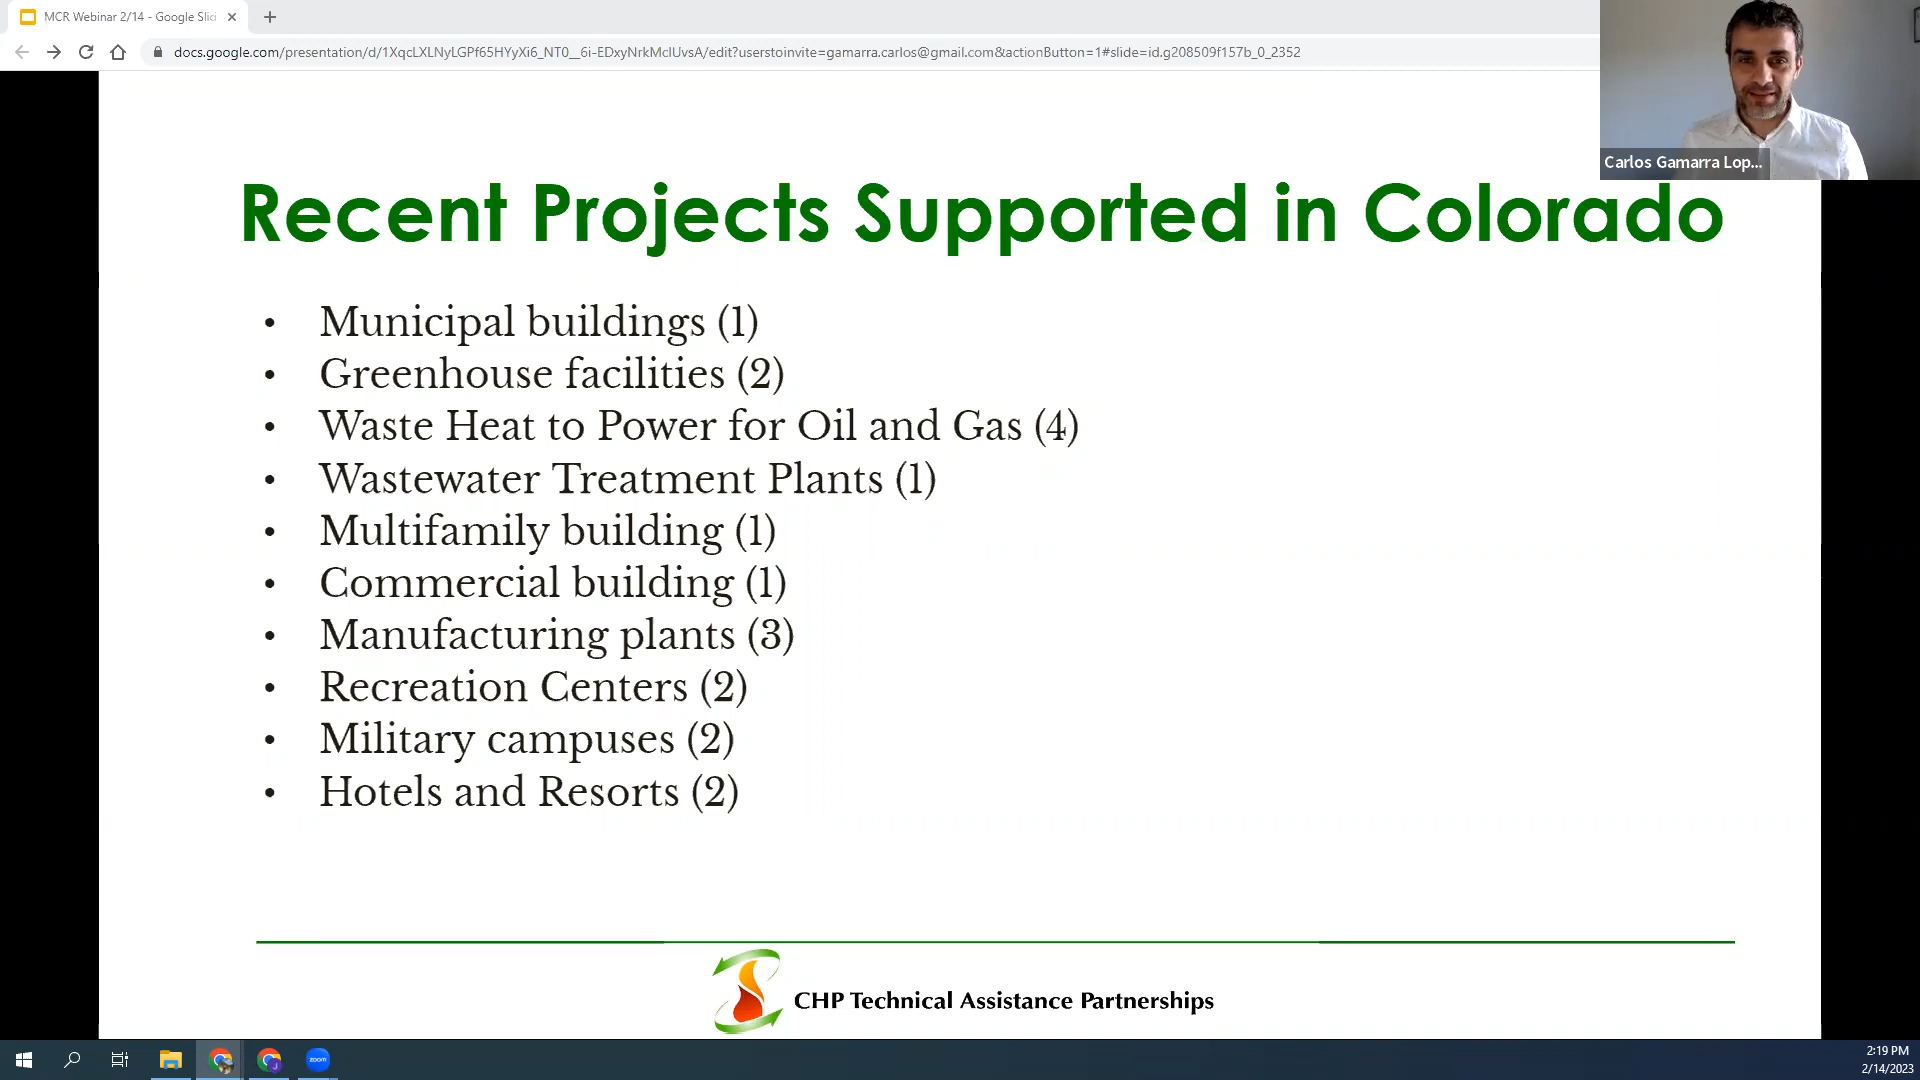 MCR Webinar 2/14 - Google Slid
docs.google.com/presentation/d/1XqcLXLNyLGPf65HYyXi6_NT0__6i-EDxyNrkMclUvsA/edit?userstoinvite=gamarra.carlos@gmail.com&actionButton=1#slide=id.g208509f157b_0_2352
Carlos Gamarra Lop...
Recent Projects Supported in Colorado
• Municipal buildings (1)
• Greenhouse facilities (2)
• Waste Heat to Power for Oil and Gas (4)
• Wastewater Treatment Plants (1)
• Multifamily building (1)
• Commercial building (1)
• Manufacturing plants (3)
• Recreation Centers (2)
• Military campuses (2)
• Hotels and Resorts (2)
CHP Technical Assistance Partnerships
zoom
2:19 PM
2/14/2023